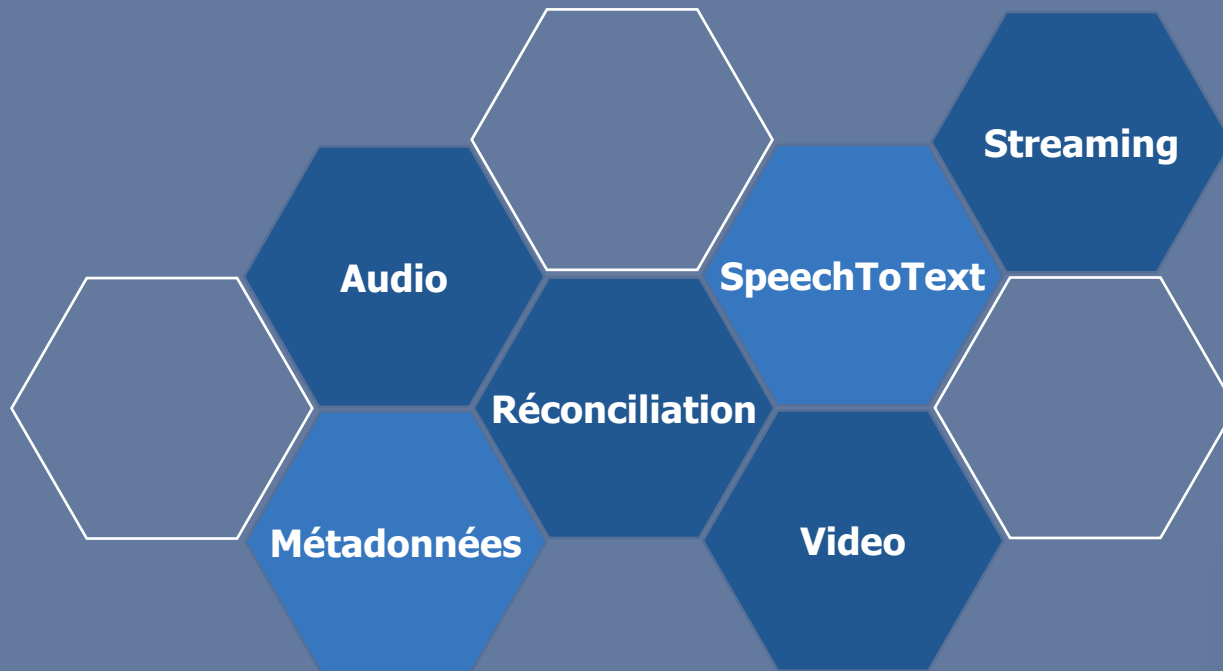 Streaming
SpeechToText
Audio
Réconciliation
Métadonnées
Video